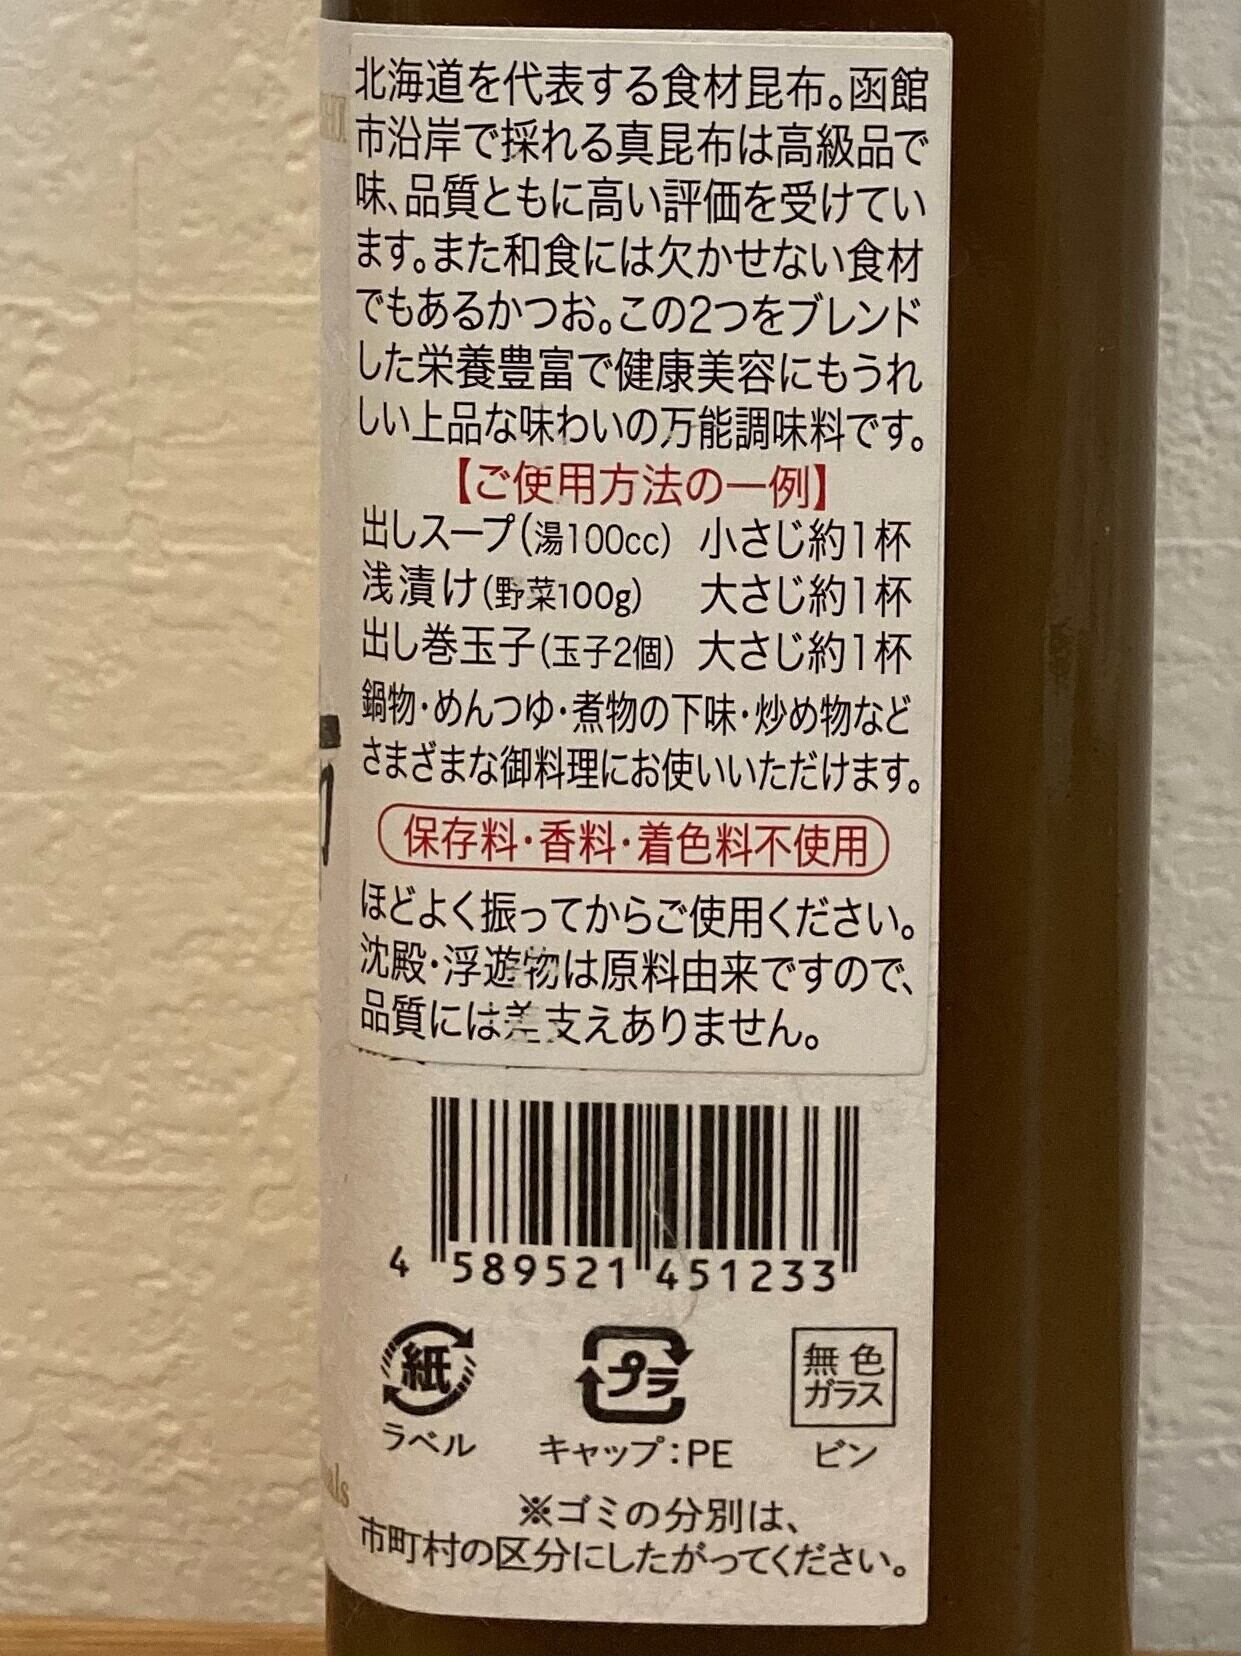 北海道を代表する食材昆布。函館
市沿岸で採れる真昆布は高級品で
味、品質ともに高い評価を受けてい
ます。また和食には欠かせない食材
でもあるかつお。この2つをブレンド
した栄養豊富で健康美容にもうれ
しい上品な味わいの万能調味料です。
【ご使用方法の一例】
出しスープ(湯100cc) 小さじ約1杯
浅漬け(野菜100g) 大さじ約1杯
出し巻玉子(玉子2個) 大さじ約1杯
鍋物・めんつゆ・煮物の下味・炒め物など
さまざまな御料理にお使いいただけます。
保存料・香料・着色料不使用
ほどよく振ってからご使用ください。
沈殿・浮遊物は原料由来ですので、
品質には差支えありません。
4 589521 451233
紙 プラ 無色
ガラス
ラベル キャップ:PE ビン
※ゴミの分別は、
市町村の区分にしたがってください。